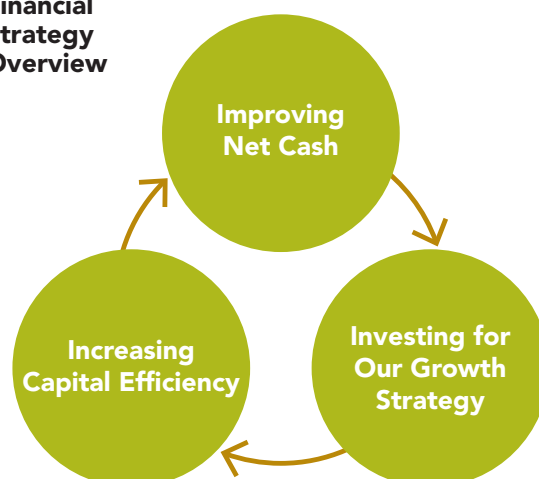 inancial
trategy
Overview
Improving
Net Cash
Increasing
Capital Efficiency
Investing for
Our Growth
Strategy